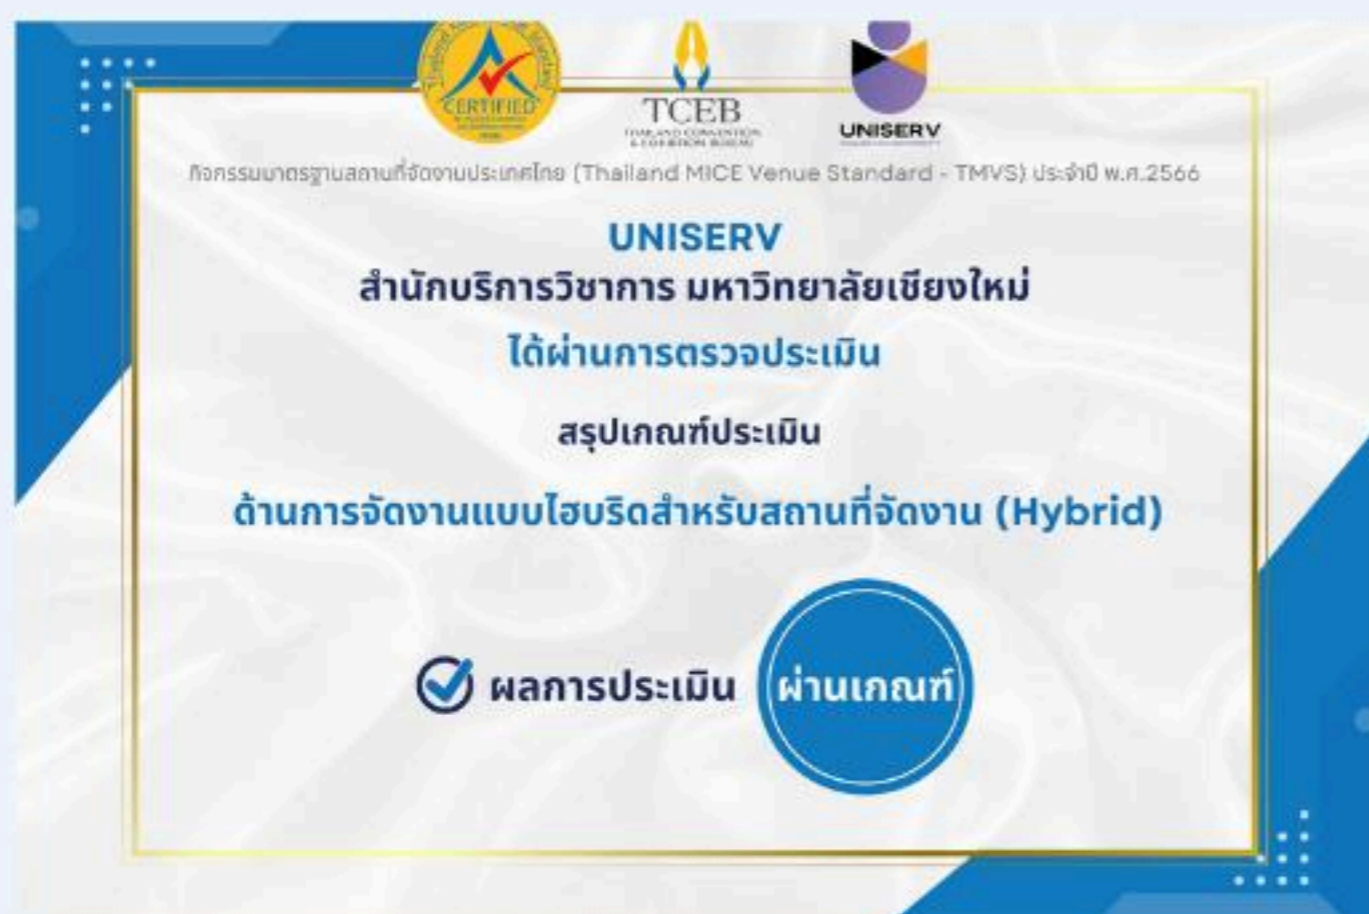 CERTIFIED
TCEB
THAILAND CONVENTION
& EXHIBITION BUREAU
UNISERV
กิจกรรมมาตรฐานสถานที่จัดงานประเทศไทย (Thailand MICE Venue Standard - TMVS) ประจำปี พ.ศ.2566
UNISERV
สำนักบริการวิชาการ มหาวิทยาลัยเชียงใหม่
ได้ผ่านการตรวจประเมิน
สรุปเกณฑ์ประเมิน
ด้านการจัดงานแบบไฮบริดสำหรับสถานที่จัดงาน (Hybrid)
ผลการประเมิน ผ่านเกณฑ์